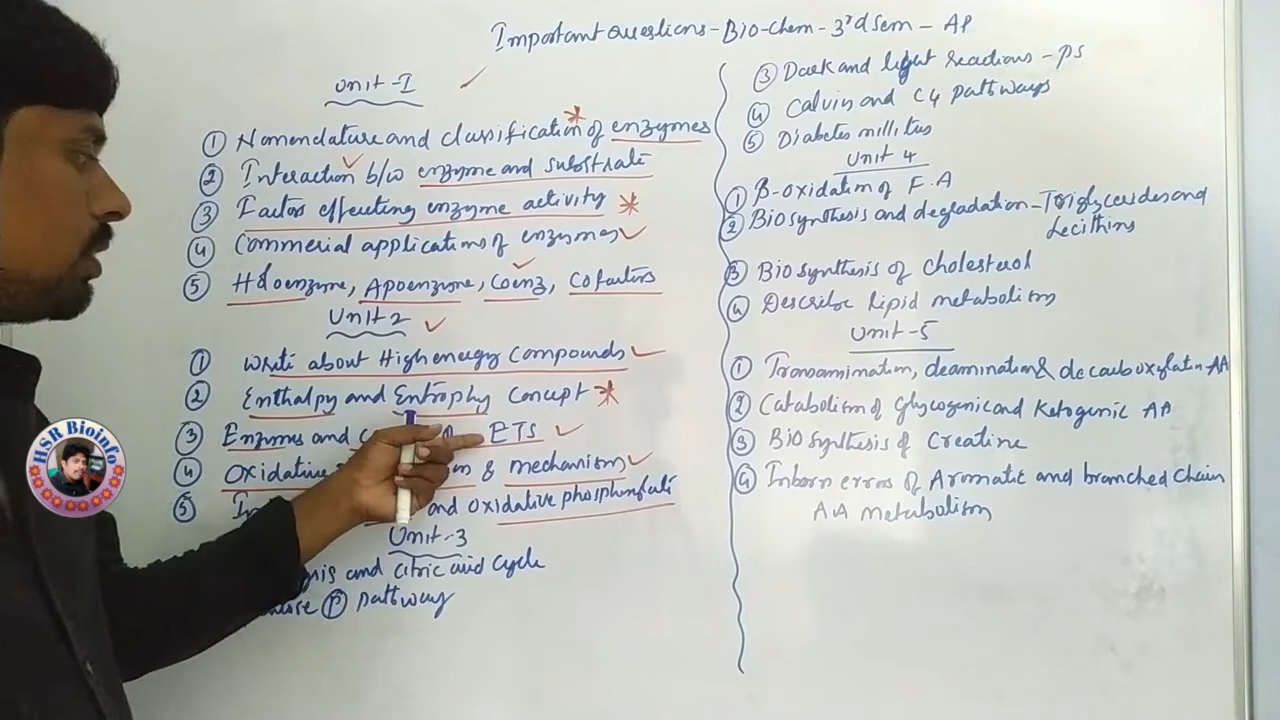 Important Questions - Bio-Chem - 3rd sem - AP
Unit-I
① Nomenclature and classification of enzymes
② Interaction b/w enzyme and substrate
③ Factors effecting enzyme activity
④ Commerial applications of enzymes
⑤ Holoenzyme, Apoenzyme, Coenz, Cofactors
Unit 2
① Write about High energy compounds
② Enthalpy and Entrophy concept
③ Enzymes and ETS
④ Oxidative & mechanism
⑤ and oxidative phosphorylati
Unit-3
and citric acid cycle
P pathway
③ Dark and light reactions - PS
④ Calvin and C4 pathways
⑤ Diabetes millitus
Unit 4
① B-oxidation of F.A
② Biosynthesis and degradation - Triglycerides and
Lecithins
③ Biosynthesis of cholesterol
④ Describe lipid metabolism
Unit-5
① Transamination, deamination & decarboxylation-AA
② Catabolism of Glycogenic and Ketogenic AA
③ Biosynthesis of Creatine
④ Inborn errors of Aromatic and branched chain
AA metabolism
HSR Bioinfo